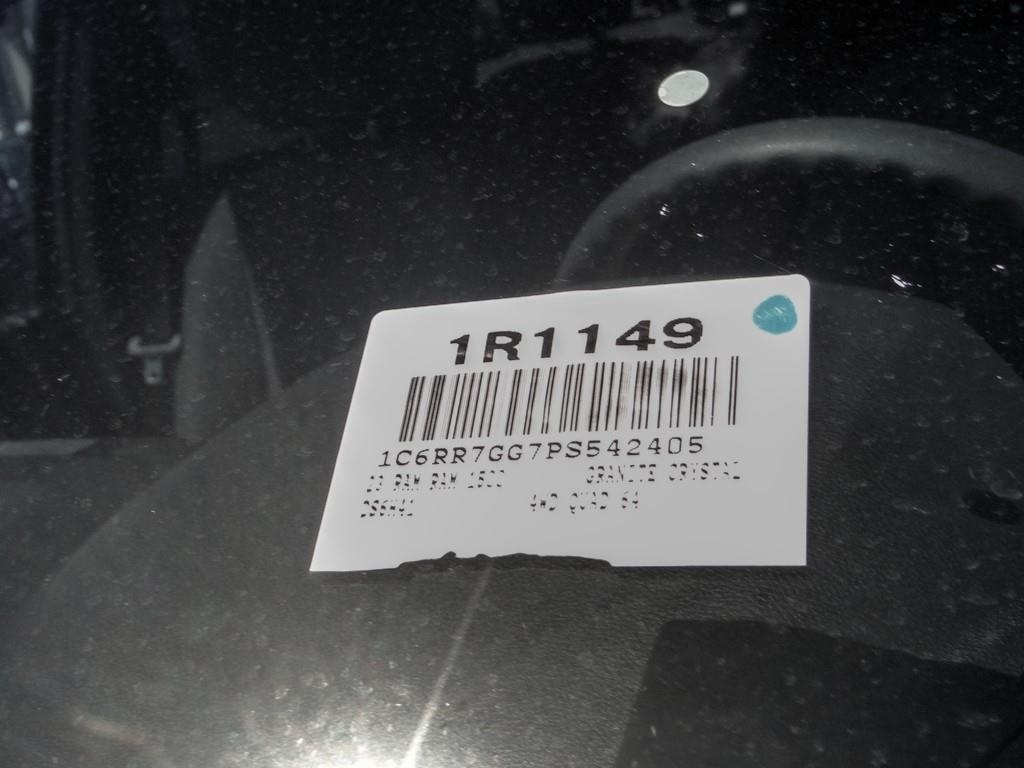 1R1149
1C6RR7GG7PS542405
23 RAM RAM 1500 GRANITE CRYSTAL
DS6H41 4WD QUAD 64